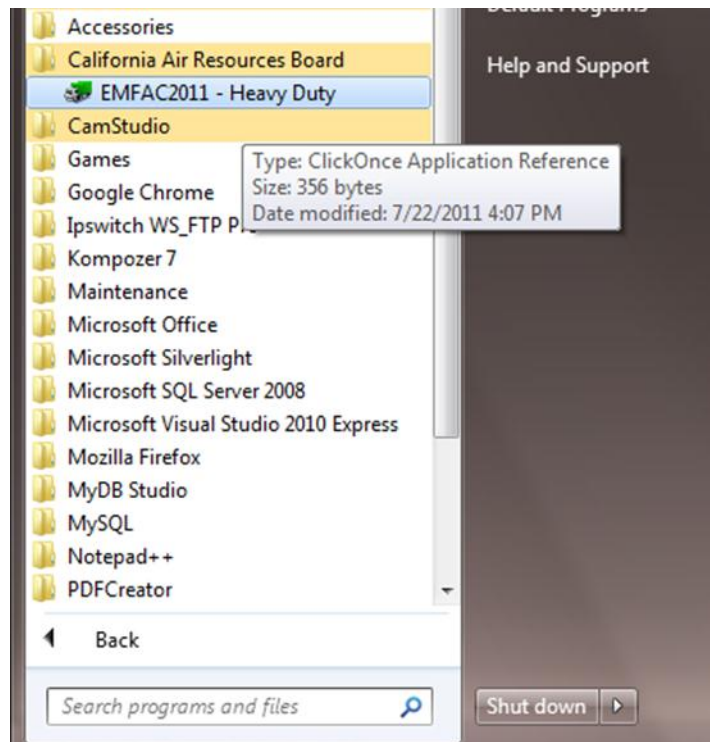 Default Programs
Accessories
California Air Resources Board
Help and Support
EMFAC2011 - Heavy Duty
CamStudio
Games
Type: ClickOnce Application Reference
Size: 356 bytes
Date modified: 7/22/2011 4:07 PM
Google Chrome
Ipswitch WS_FTP
Kompozer 7
Maintenance
Microsoft Office
Microsoft Silverlight
Microsoft SQL Server 2008
Microsoft Visual Studio 2010 Express
Mozilla Firefox
MyDB Studio
MySQL
Notepad++
PDFCreator
Back
Search programs and files
Shut down